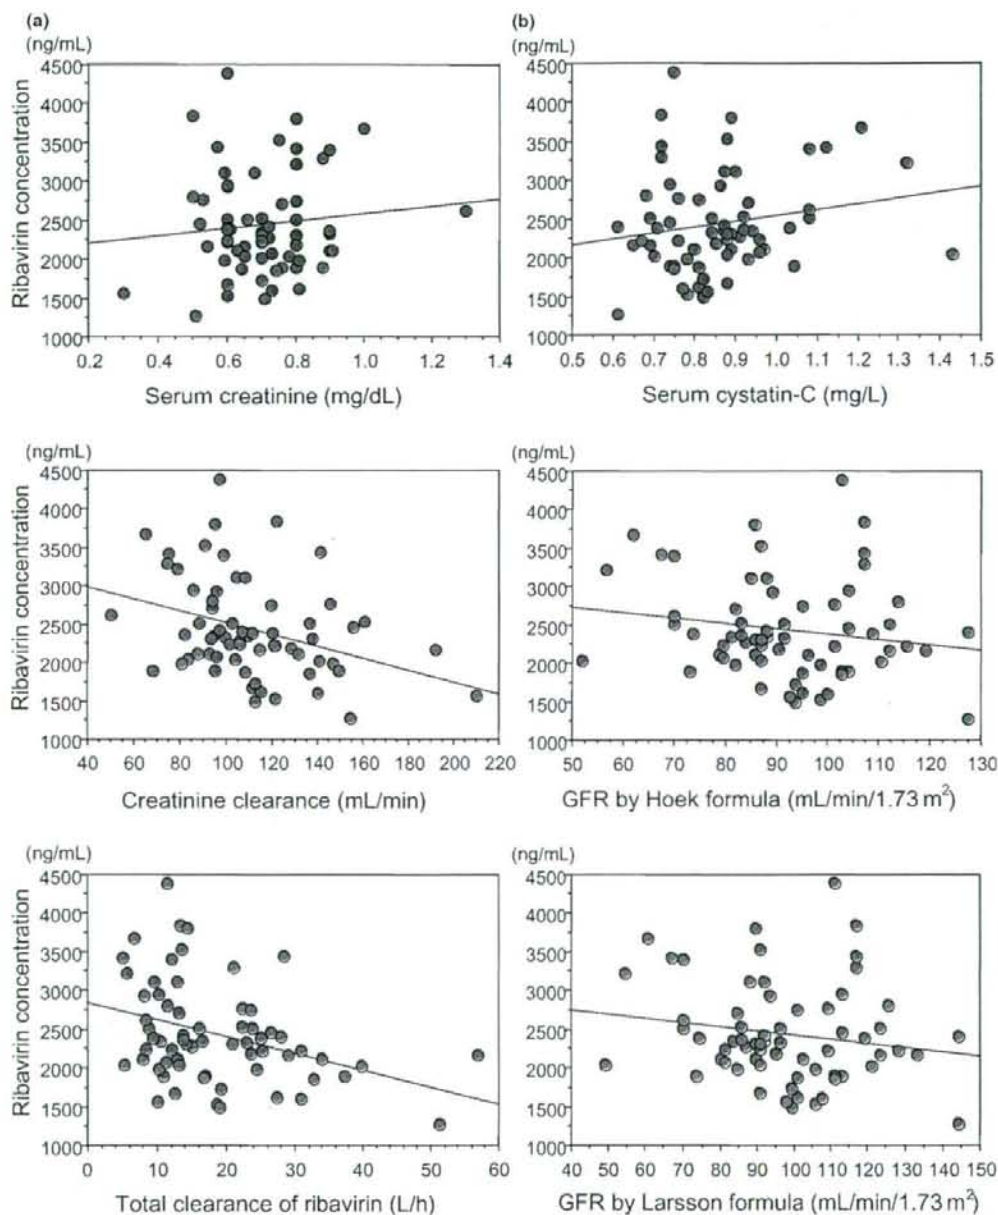 (a)
(ng/mL)
Ribavirin concentration
4500
4000
3500
3000
2500
2000
1500
1000
0.2 0.4 0.6 0.8 1.0 1.2 1.4
Serum creatinine (mg/dL)
(b)
(ng/mL)
4500
4000
3500
3000
2500
2000
1500
1000
0.5 0.6 0.7 0.8 0.9 1.0 1.1 1.2 1.3 1.4 1.5
Serum cystatin-C (mg/L)
(ng/mL)
Ribavirin concentration
4500
4000
3500
3000
2500
2000
1500
1000
40 60 80 100 120 140 160 180 200 220
Creatinine clearance (mL/min)
(ng/mL)
4500
4000
3500
3000
2500
2000
1500
1000
50 60 70 80 90 100 110 120 130
GFR by Hoek formula (mL/min/1.73 m²)
(ng/mL)
Ribavirin concentration
4500
4000
3500
3000
2500
2000
1500
1000
0 10 20 30 40 50 60
Total clearance of ribavirin (L/h)
(ng/mL)
4500
4000
3500
3000
2500
2000
1500
1000
40 50 60 70 80 90 100 110 120 130 140 150
GFR by Larsson formula (mL/min/1.73 m²)